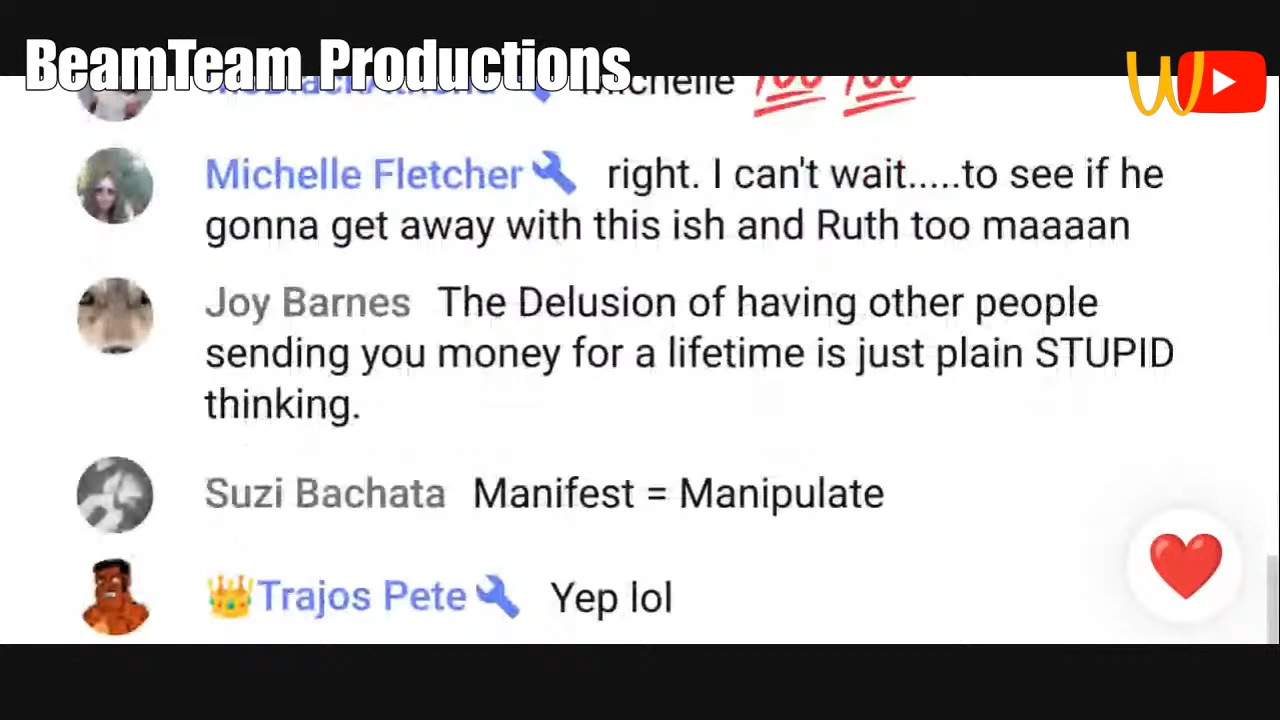 BeamTeam Productions
Michelle 💯 💯
Michelle Fletcher right. I can't wait.....to see if he
gonna get away with this ish and Ruth too maaaan
Joy Barnes The Delusion of having other people
sending you money for a lifetime is just plain STUPID
thinking.
Suzi Bachata Manifest = Manipulate
👑Trajos Pete Yep lol